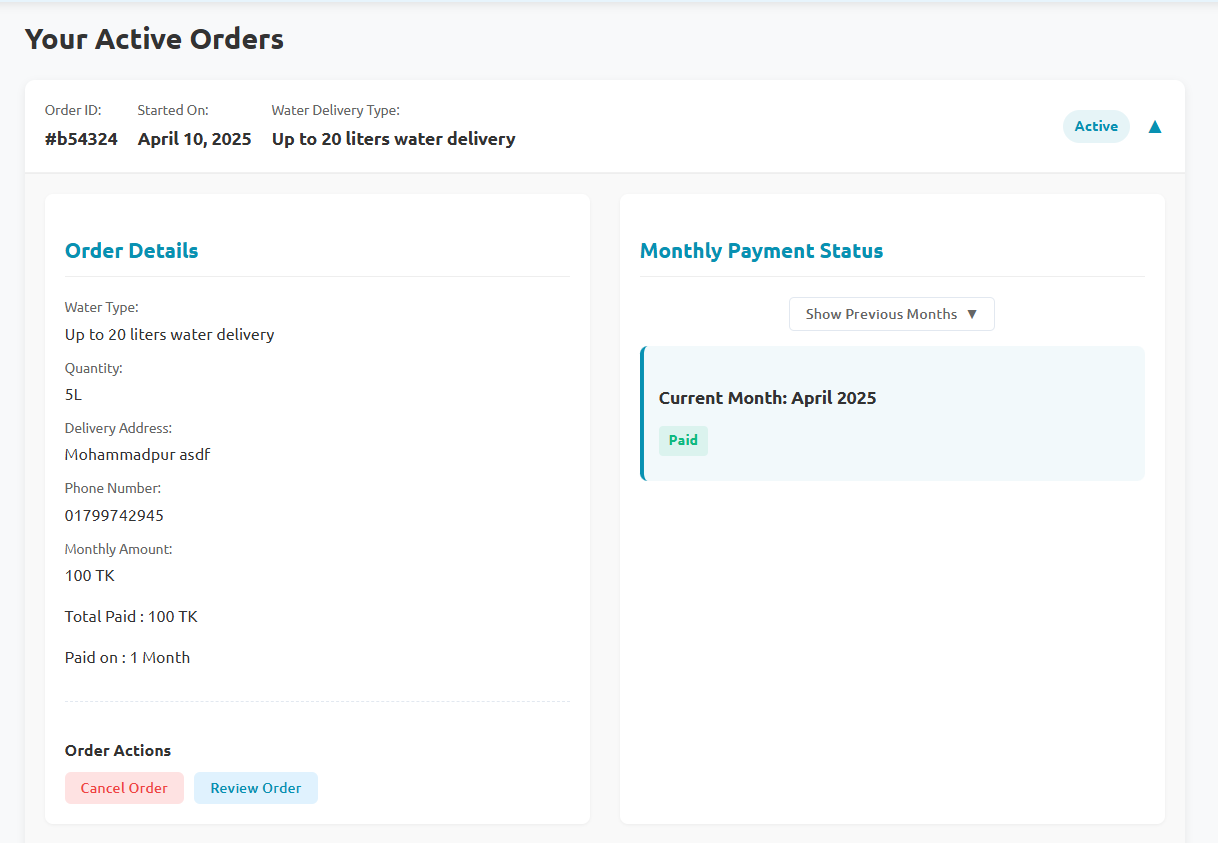 Your Active Orders
Order ID:
#b54324
Started On:
April 10, 2025
Water Delivery Type:
Up to 20 liters water delivery
Active ▲
Order Details
Water Type:
Up to 20 liters water delivery
Quantity:
5L
Delivery Address:
Mohammadpur asdf
Phone Number:
01799742945
Monthly Amount:
100 TK
Total Paid : 100 TK
Paid on : 1 Month
Order Actions
Cancel Order
Review Order
Monthly Payment Status
Show Previous Months ▼
Current Month: April 2025
Paid